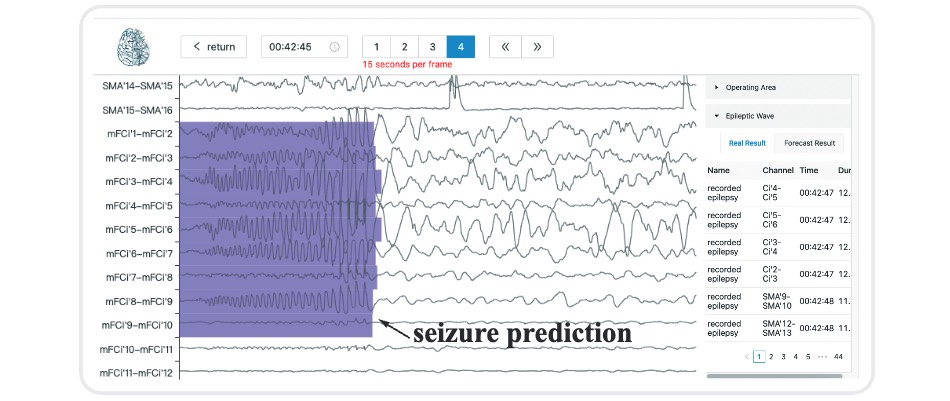 return
00:42:45
1 2 3 4
15 seconds per frame
SMA'14-SMA'15
SMA'15-SMA'16
mFCi'1-mFCi'2
mFCi'2-mFCi'3
mFCi'3-mFCi'4
mFCi'4-mFCi'5
mFCi'5-mFCi'6
mFCi'6-mFCi'7
mFCi'7-mFCi'8
mFCi'8-mFCi'9
mFCi'9-mFCi'10
mFCi'10-mFCi'11
mFCi'11-mFCi'12
seizure prediction
Operating Area
Epileptic Wave
Real Result Forecast Result
Name Channel Time Dur
recorded epilepsy Ci'4-Ci'5 00:42:47 12.
recorded epilepsy Ci'5-Ci'6 00:42:47 12.
recorded epilepsy Ci'3-Ci'4 00:42:47 12.
recorded epilepsy Ci'2-Ci'3 00:42:47 12.
recorded epilepsy SMA'9-SMA'10 00:42:48 11.
recorded epilepsy SMA'12-SMA'13 00:42:48 11.
1 2 3 4 5 ··· 44